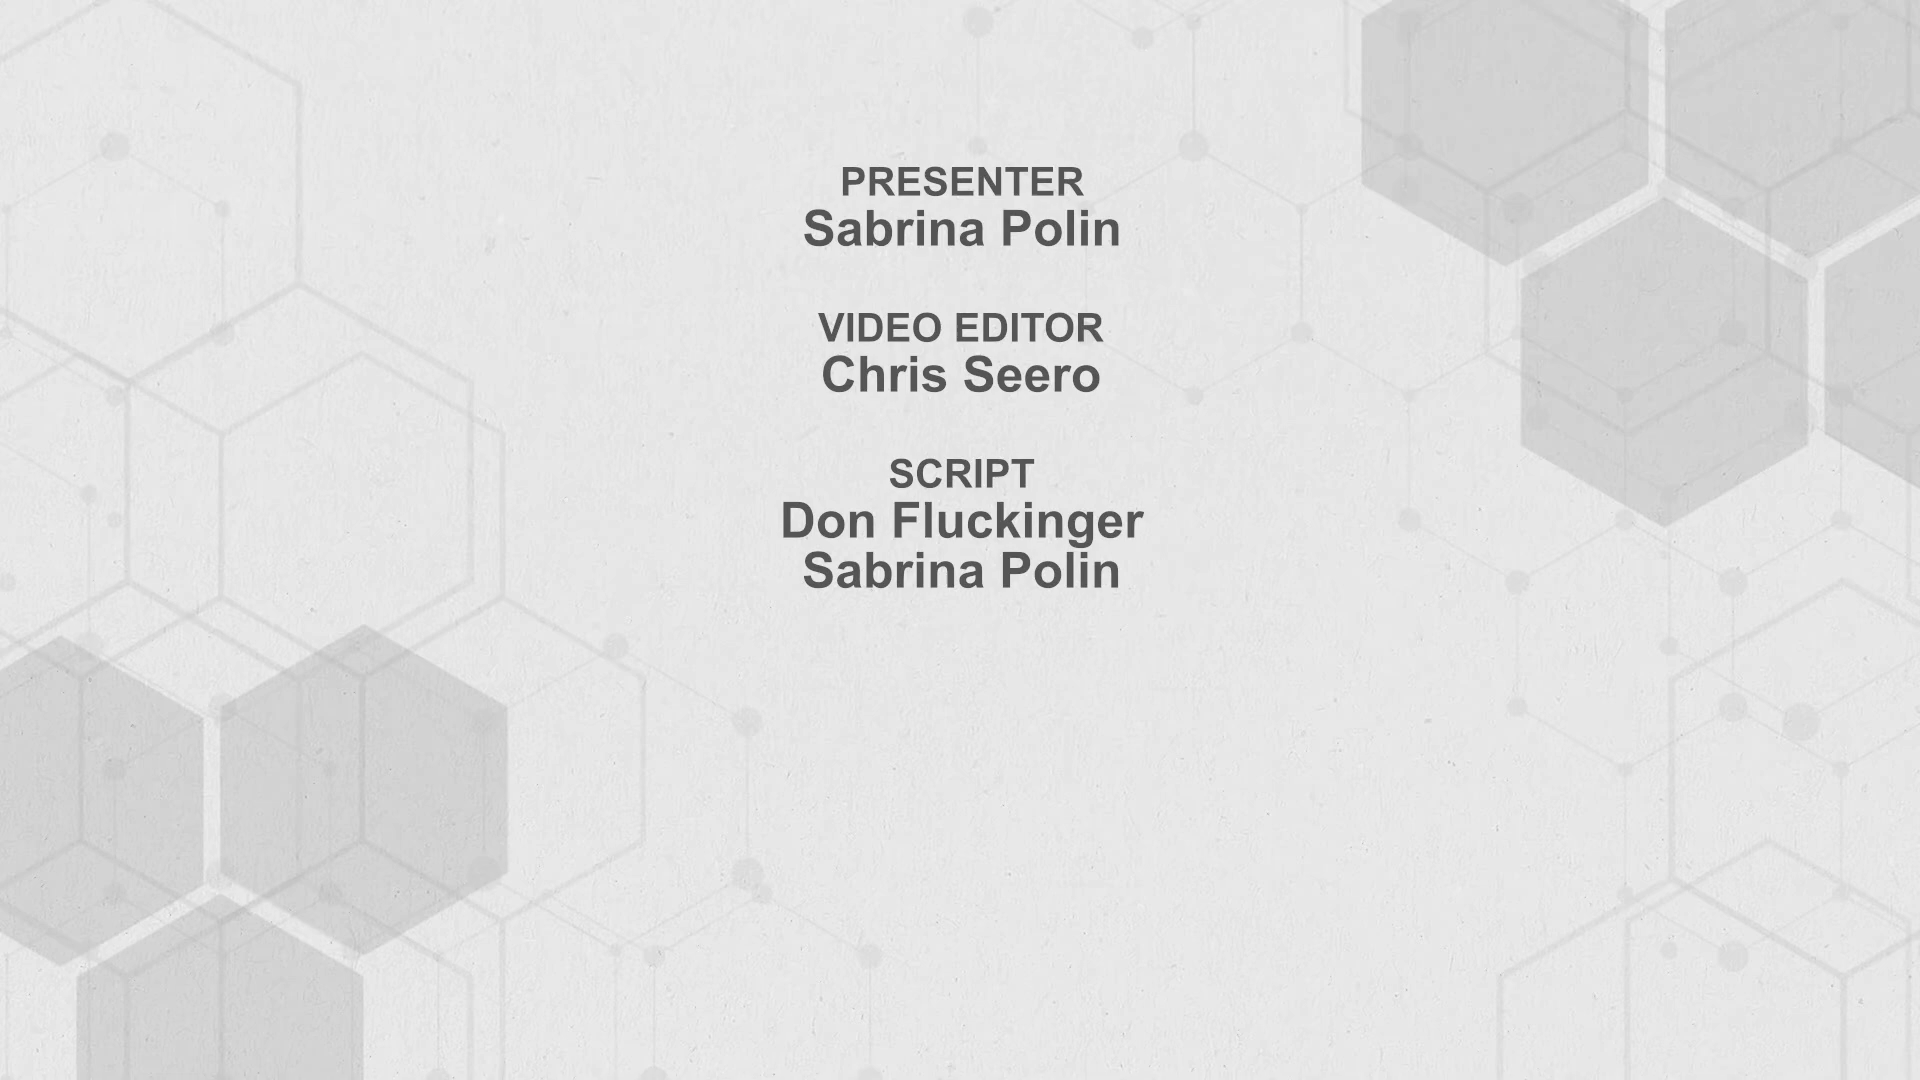 PRESENTER
Sabrina Polin
VIDEO EDITOR
Chris Seero
SCRIPT
Don Fluckinger
Sabrina Polin